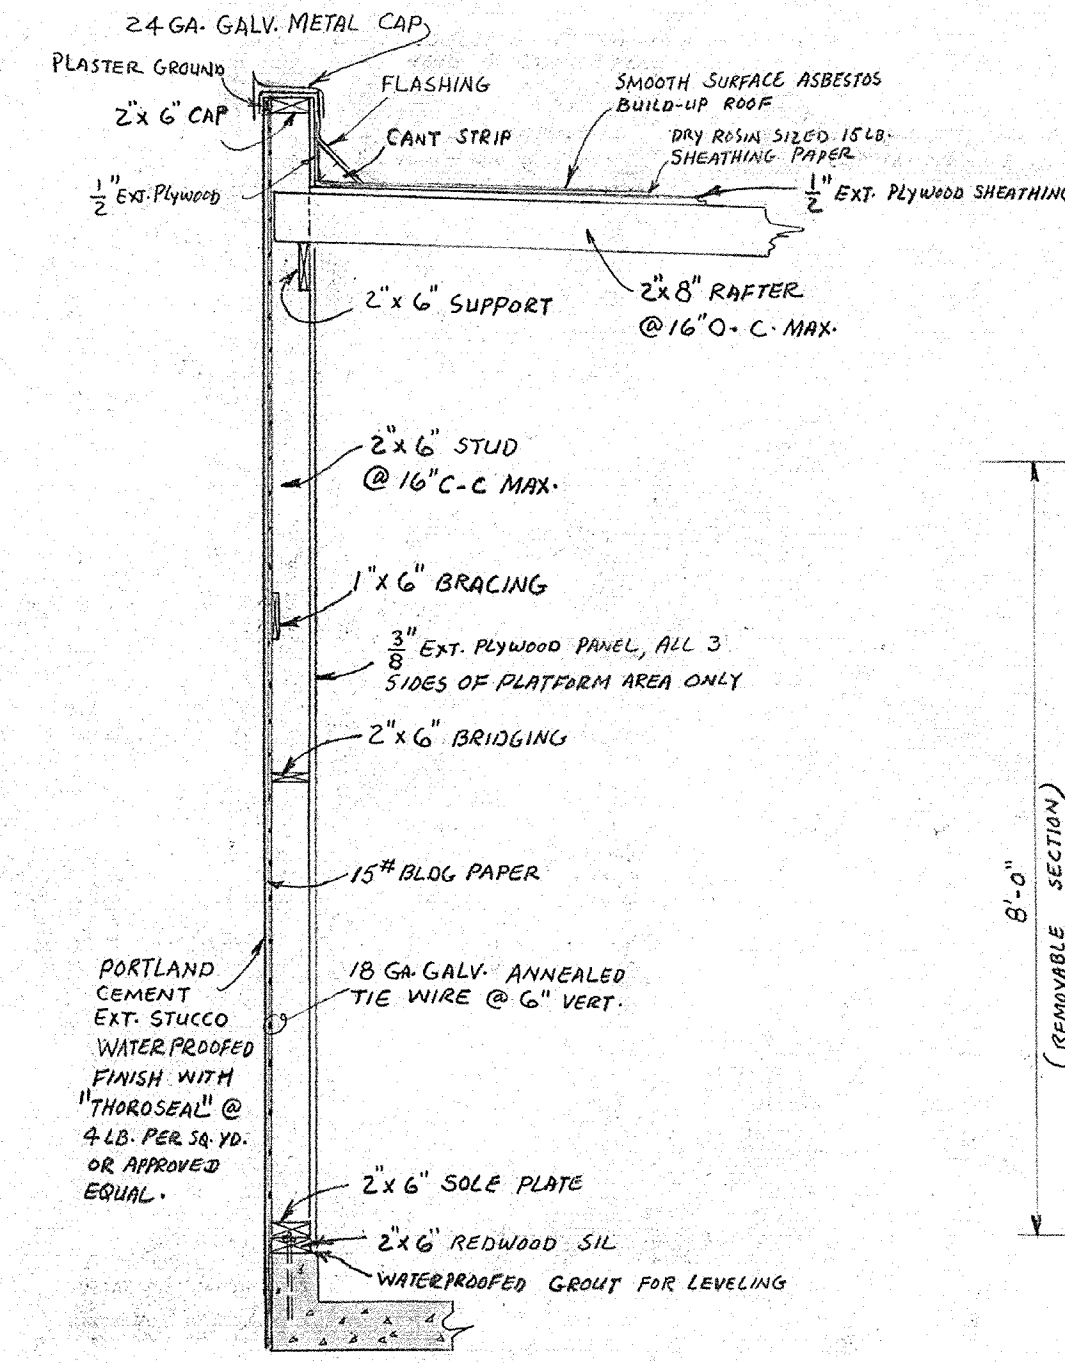 24 GA. GALV. METAL CAP
PLASTER GROUND
FLASHING
2" x 6" CAP
CANT STRIP
SMOOTH SURFACE ASBESTOS
BUILD-UP ROOF
DRY ROSIN SIZED 15 LB.
SHEATHING PAPER
1/2" EXT. PLYWOOD
1/2" EXT. PLYWOOD SHEATHING
2" x 6" SUPPORT
2" x 8" RAFTER
@ 16" O. C. MAX.
2" x 6" STUD
@ 16" C-C MAX.
1" x 6" BRACING
3/8" EXT. PLYWOOD PANEL, ALL 3
SIDES OF PLATFORM AREA ONLY
2" x 6" BRIDGING
15# BLDG PAPER
8'-0"
(REMOVABLE SECTION)
PORTLAND
CEMENT
EXT. STUCCO
WATERPROOFED
FINISH WITH
"THOROSEAL" @
4 LB. PER SQ. YD.
OR APPROVED
EQUAL.
18 GA. GALV. ANNEALED
TIE WIRE @ 6" VERT.
2" x 6" SOLE PLATE
2" x 6" REDWOOD SIL
WATERPROOFED GROUT FOR LEVELING